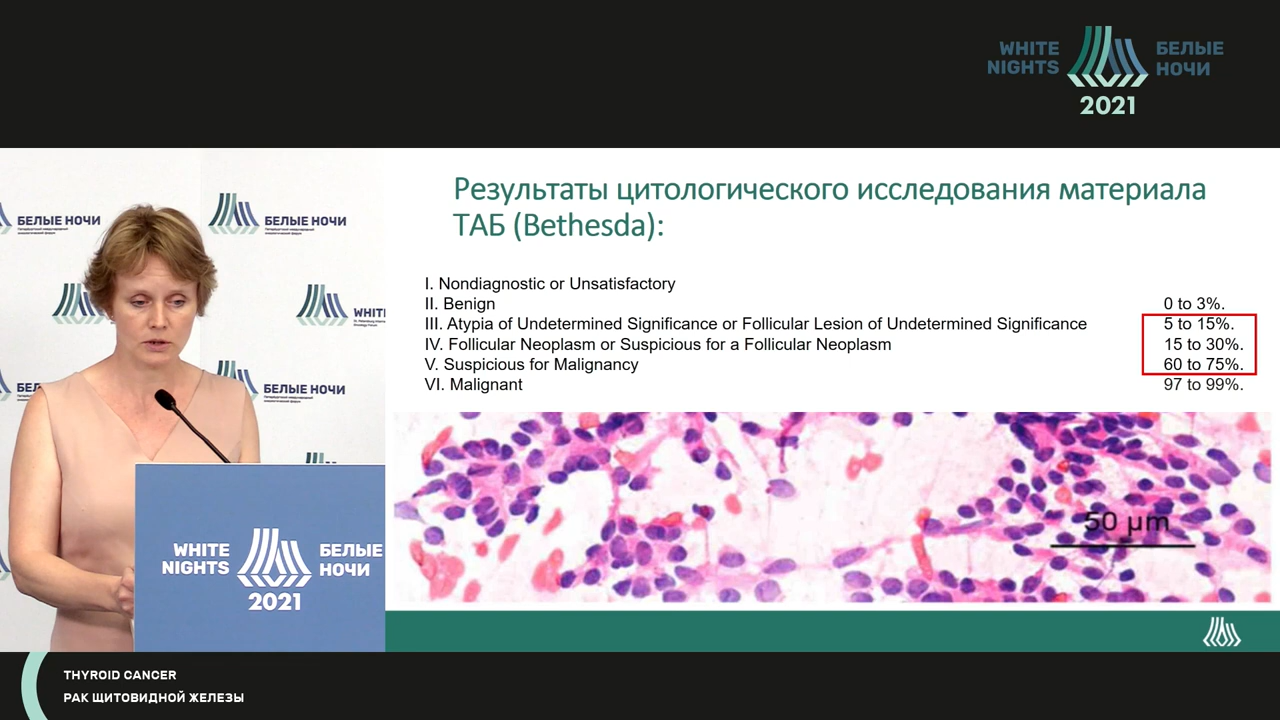 WHITE
NIGHTS
БЕЛЫЕ
НОЧИ
2021
Результаты цитологического исследования материала
ТАБ (Bethesda):
I. Nondiagnostic or Unsatisfactory
II. Benign 0 to 3%.
III. Atypia of Undetermined Significance or Follicular Lesion of Undetermined Significance 5 to 15%.
IV. Follicular Neoplasm or Suspicious for a Follicular Neoplasm 15 to 30%.
V. Suspicious for Malignancy 60 to 75%.
VI. Malignant 97 to 99%.
50 µm
БЕЛЫЕ НОЧИ
БЕЛЫЕ НОЧИ
WHITE
БЕЛЫЕ НОЧИ
WHITE
NIGHTS
БЕЛЫЕ
НОЧИ
2021
THYROID CANCER
РАК ЩИТОВИДНОЙ ЖЕЛЕЗЫ